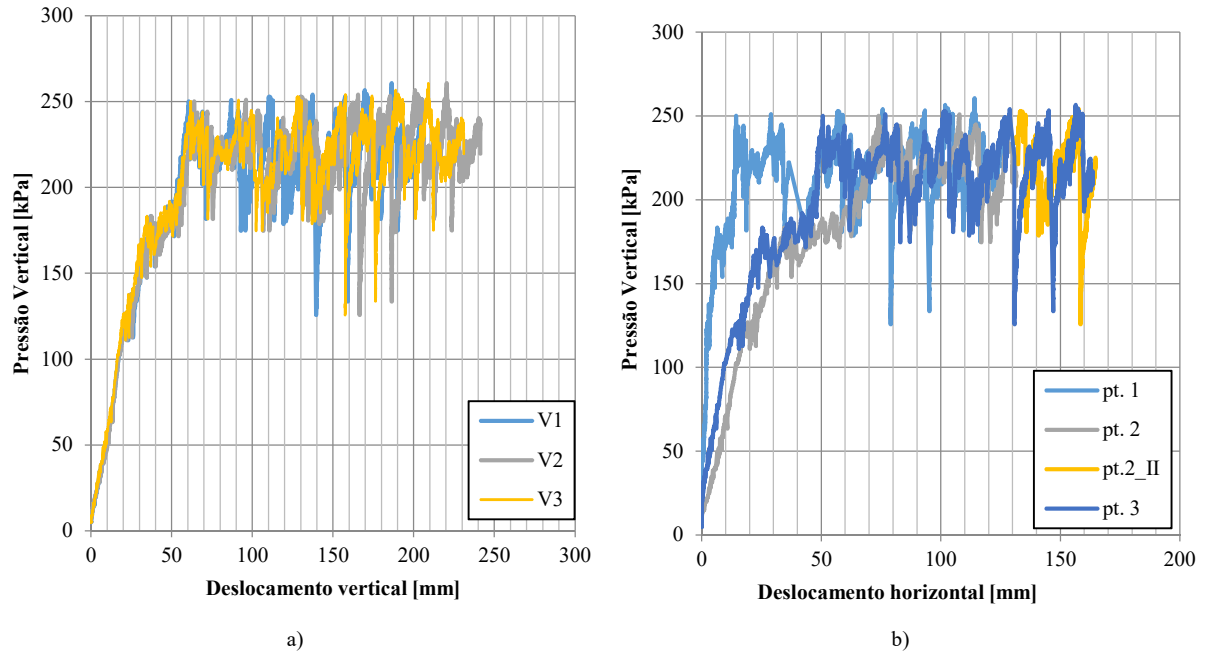 Pressão Vertical [kPa]
300
250
200
150
100
50
0
0 50 100 150 200 250 300
Deslocamento vertical [mm]
V1
V2
V3
a)
Pressão Vertical [kPa]
300
250
200
150
100
50
0
0 50 100 150 200
Deslocamento horizontal [mm]
pt. 1
pt. 2
pt.2_II
pt. 3
b)